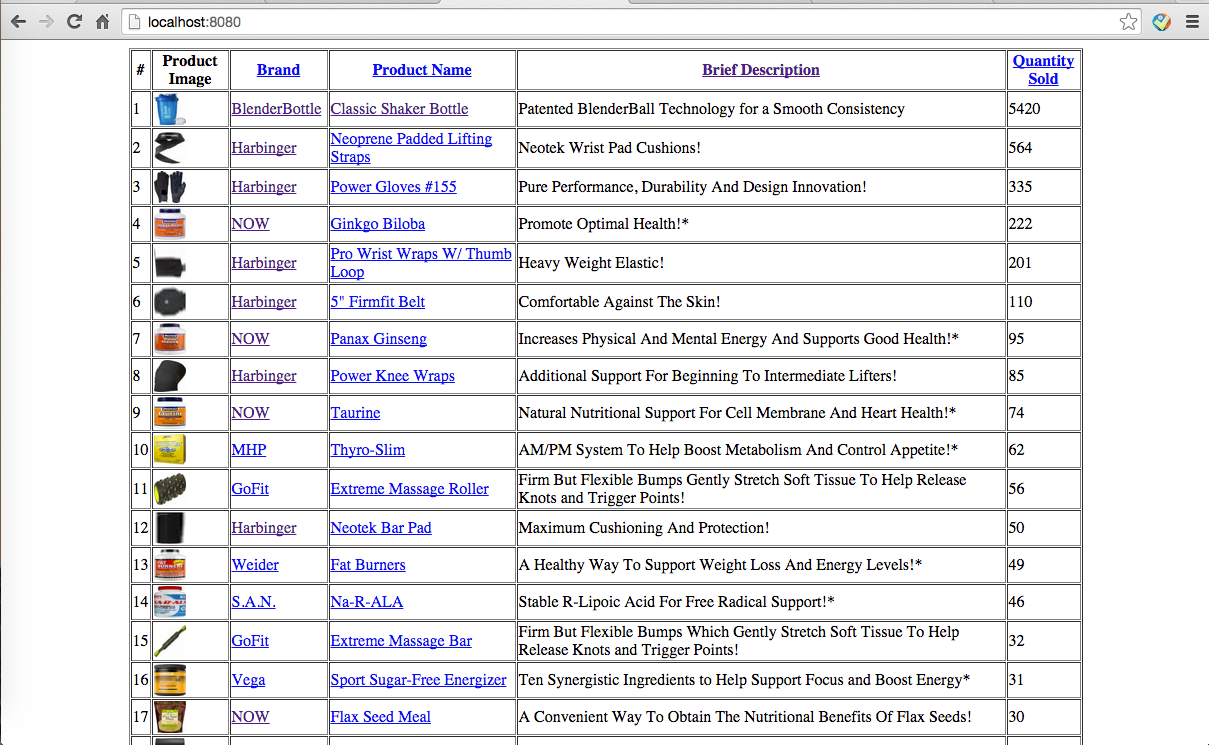 localhost:8080
# Product Image Brand Product Name Brief Description Quantity Sold
1 BlenderBottle Classic Shaker Bottle Patented BlenderBall Technology for a Smooth Consistency 5420
2 Harbinger Neoprene Padded Lifting Straps Neotek Wrist Pad Cushions! 564
3 Harbinger Power Gloves #155 Pure Performance, Durability And Design Innovation! 335
4 NOW Ginkgo Biloba Promote Optimal Health!* 222
5 Harbinger Pro Wrist Wraps W/ Thumb Loop Heavy Weight Elastic! 201
6 Harbinger 5" Firmfit Belt Comfortable Against The Skin! 110
7 NOW Panax Ginseng Increases Physical And Mental Energy And Supports Good Health!* 95
8 Harbinger Power Knee Wraps Additional Support For Beginning To Intermediate Lifters! 85
9 NOW Taurine Natural Nutritional Support For Cell Membrane And Heart Health!* 74
10 MHP Thyro-Slim AM/PM System To Help Boost Metabolism And Control Appetite!* 62
11 GoFit Extreme Massage Roller Firm But Flexible Bumps Gently Stretch Soft Tissue To Help Release Knots and Trigger Points! 56
12 Harbinger Neotek Bar Pad Maximum Cushioning And Protection! 50
13 Weider Fat Burners A Healthy Way To Support Weight Loss And Energy Levels!* 49
14 S.A.N. Na-R-ALA Stable R-Lipoic Acid For Free Radical Support!* 46
15 GoFit Extreme Massage Bar Firm But Flexible Bumps Which Gently Stretch Soft Tissue To Help Release Knots and Trigger Points! 32
16 Vega Sport Sugar-Free Energizer Ten Synergistic Ingredients to Help Support Focus and Boost Energy* 31
17 NOW Flax Seed Meal A Convenient Way To Obtain The Nutritional Benefits Of Flax Seeds! 30